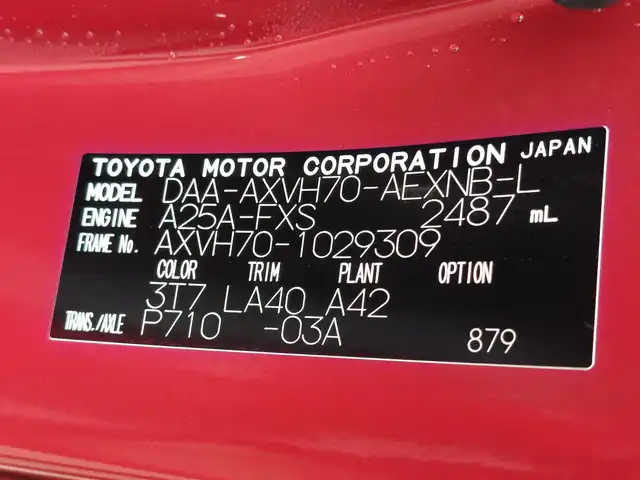 TOYOTA MOTOR CORPORATION JAPAN
MODEL DAA-AXVH70-AEXNB-L
ENGINE A25A-FXS 2487 mL
FRAME No. AXVH70-1029309
COLOR TRIM PLANT OPTION
3T7 LA40 A42
TRANS./AXLE P710 -03A 879